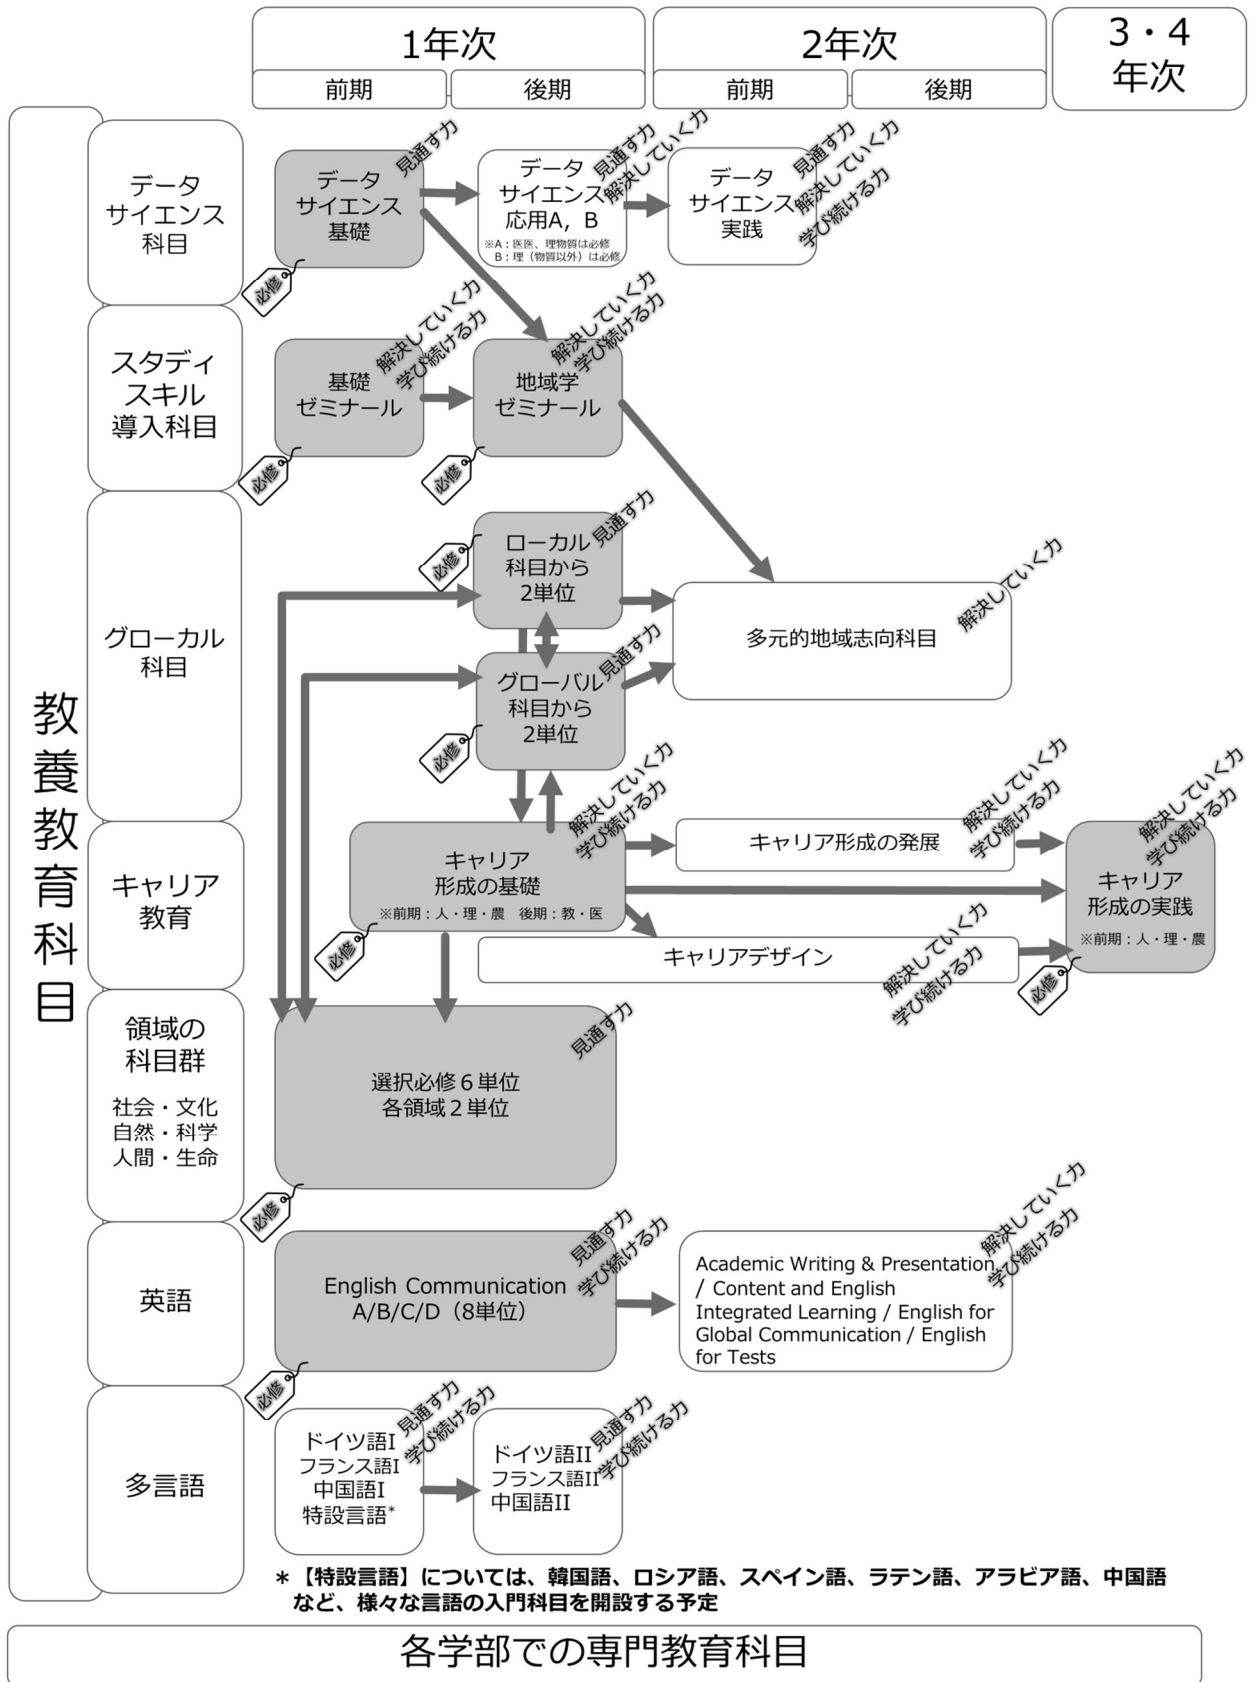 1年次
2年次
3・4
年次
前期
後期
前期
後期
教養教育科目
データ
サイエンス
科目
データ
サイエンス
基礎
見通す力
必修
データ
サイエンス
応用A，B
※A：医医、理物質は必修
B：理（物質以外）は必修
見通す力
解決していく力
データ
サイエンス
実践
見通す力
解決していく力
学び続ける力
スタディ
スキル
導入科目
基礎
ゼミナール
解決していく力
学び続ける力
必修
地域学
ゼミナール
解決していく力
学び続ける力
必修
グローカル
科目
ローカル
科目から
2単位
見通す力
必修
グローバル
科目から
2単位
見通す力
必修
多元的地域志向科目
解決していく力
キャリア
教育
キャリア
形成の基礎
※前期：人・理・農　後期：教・医
解決していく力
学び続ける力
必修
キャリア形成の発展
解決していく力
学び続ける力
キャリアデザイン
解決していく力
学び続ける力
キャリア
形成の実践
※前期：人・理・農
解決していく力
学び続ける力
必修
領域の
科目群
社会・文化
自然・科学
人間・生命
選択必修６単位
各領域２単位
見通す力
必修
英語
English Communication
A/B/C/D（8単位）
見通す力
学び続ける力
必修
Academic Writing & Presentation
/ Content and English
Integrated Learning / English for
Global Communication / English
for Tests
解決していく力
学び続ける力
多言語
ドイツ語I
フランス語I
中国語I
特設言語*
見通す力
学び続ける力
ドイツ語II
フランス語II
中国語II
見通す力
学び続ける力
＊【特設言語】については、韓国語、ロシア語、スペイン語、ラテン語、アラビア語、中国語
など、様々な言語の入門科目を開設する予定
各学部での専門教育科目